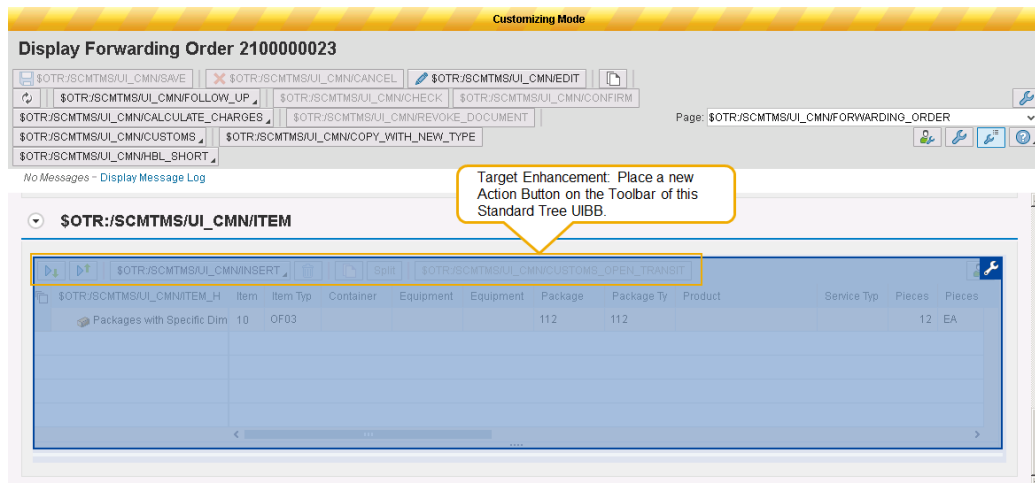 Customizing Mode
Display Forwarding Order 2100000023
$OTR:/SCMTMS/UI_CMN/SAVE $OTR:/SCMTMS/UI_CMN/CANCEL $OTR:/SCMTMS/UI_CMN/EDIT
$OTR:/SCMTMS/UI_CMN/FOLLOW_UP $OTR:/SCMTMS/UI_CMN/CHECK $OTR:/SCMTMS/UI_CMN/CONFIRM
$OTR:/SCMTMS/UI_CMN/CALCULATE_CHARGES $OTR:/SCMTMS/UI_CMN/REVOKE_DOCUMENT Page: $OTR:/SCMTMS/UI_CMN/FORWARDING_ORDER
$OTR:/SCMTMS/UI_CMN/CUSTOMS $OTR:/SCMTMS/UI_CMN/COPY_WITH_NEW_TYPE
$OTR:/SCMTMS/UI_CMN/HBL_SHORT
No Messages - Display Message Log
Target Enhancement: Place a new
Action Button on the Toolbar of this
Standard Tree UIBB.
$OTR:/SCMTMS/UI_CMN/ITEM
$OTR:/SCMTMS/UI_CMN/INSERT Split $OTR:/SCMTMS/UI_CMN/CUSTOMS_OPEN_TRANSIT
$OTR:/SCMTMS/UI_CMN/ITEM_H Item Item Typ Container Equipment Equipment Package Package Ty Product Service Typ Pieces Pieces
Packages with Specific Dim 10 OF03 112 112 12 EA